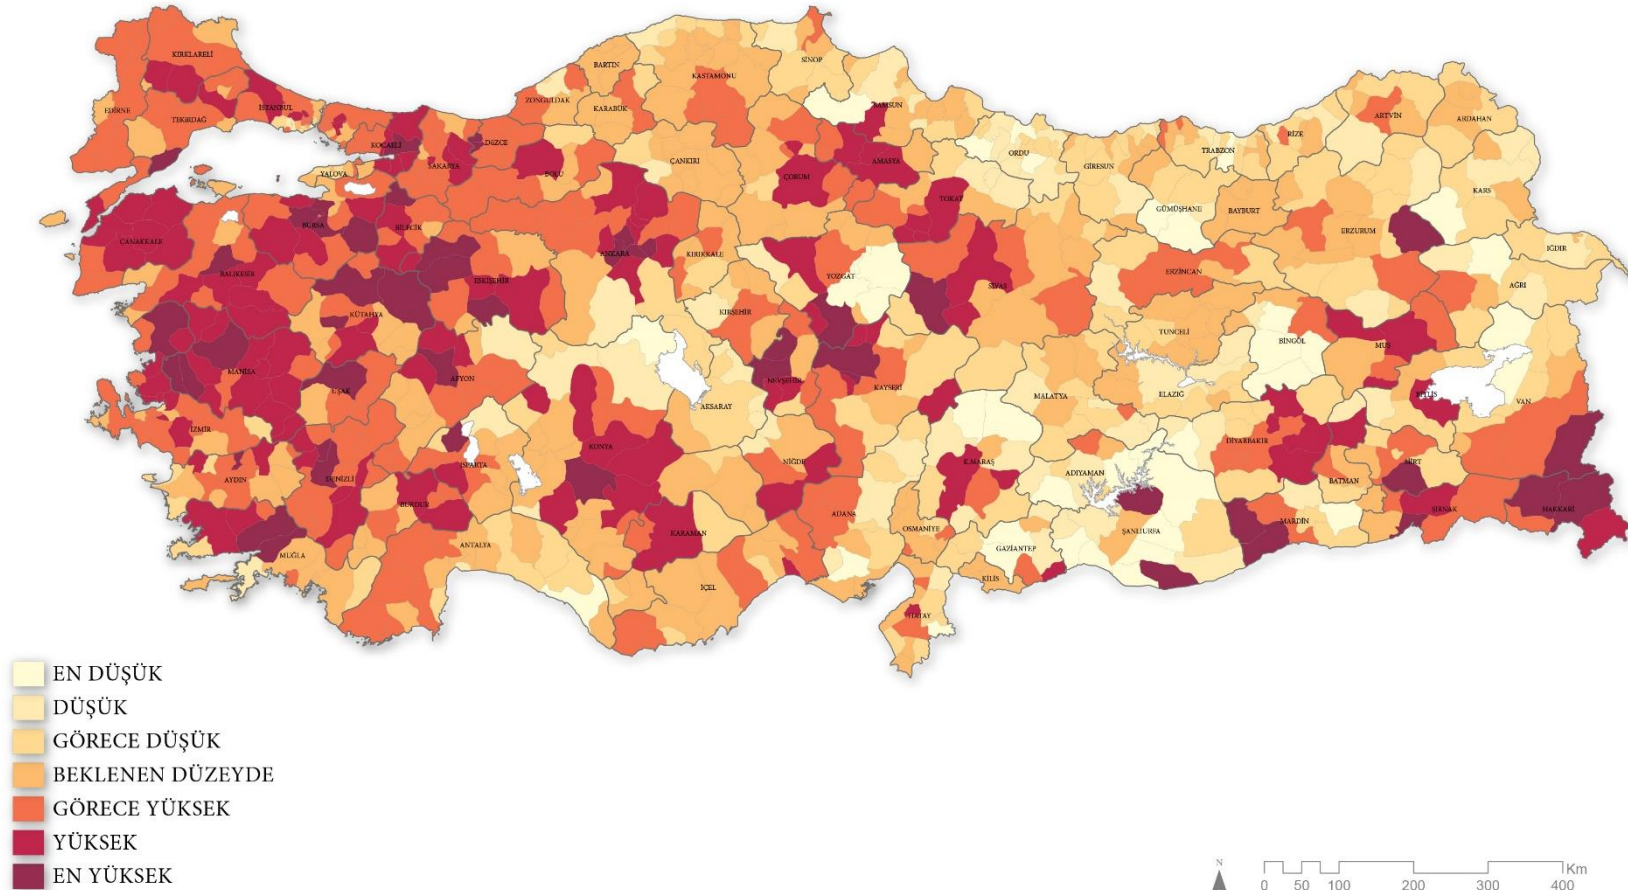 KIRKLARELİ
EDİRNE
TEKİRDAĞ
İSTANBUL
KOCAELİ
YALOVA
SAKARYA
DÜZCE
BOLU
ZONGULDAK
BARTIN
KARABÜK
KASTAMONU
SİNOP
ÇANKIRI
SAMSUN
AMASYA
ÇORUM
TOKAT
ORDU
GİRESUN
TRABZON
RİZE
ARTVİN
ARDAHAN
KARS
GÜMÜŞHANE
BAYBURT
ERZURUM
IĞDIR
AĞRI
ÇANAKKALE
BALIKESİR
BURSA
BİLECİK
ESKİŞEHİR
ANKARA
KIRIKKALE
YOZGAT
SİVAS
ERZİNCAN
TUNCELİ
BİNGÖL
MUŞ
KÜTAHYA
KIRŞEHİR
MANİSA
UŞAK
AFYON
NEVŞEHİR
KAYSERİ
AKSARAY
MALATYA
ELAZIĞ
BİTLİS
VAN
İZMİR
KONYA
ISPARTA
NİĞDE
K.MARAŞ
ADIYAMAN
DİYARBAKIR
BATMAN
SİİRT
AYDIN
DENİZLİ
BURDUR
ADANA
OSMANİYE
GAZİANTEP
ŞANLIURFA
MARDİN
ŞIRNAK
HAKKARİ
MUĞLA
ANTALYA
KARAMAN
İÇEL
KİLİS
HATAY
EN DÜŞÜK
DÜŞÜK
GÖRECE DÜŞÜK
BEKLENEN DÜZEYDE
GÖRECE YÜKSEK
YÜKSEK
EN YÜKSEK
N
Km
0 50 100 200 300 400